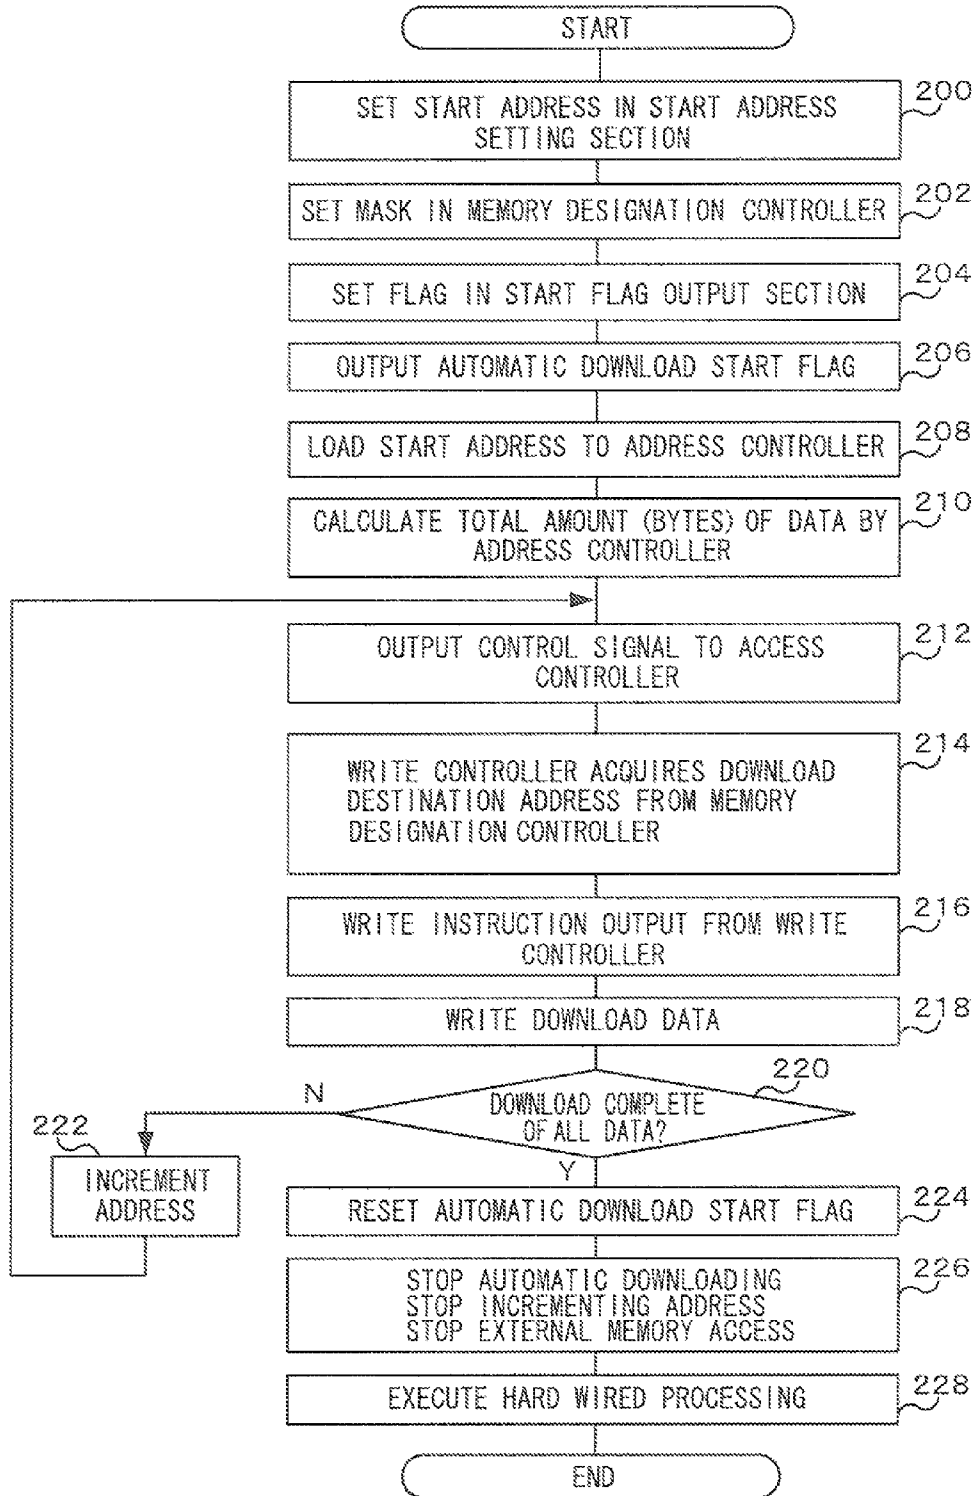 START
200
SET START ADDRESS IN START ADDRESS
SETTING SECTION
202
SET MASK IN MEMORY DESIGNATION CONTROLLER
204
SET FLAG IN START FLAG OUTPUT SECTION
206
OUTPUT AUTOMATIC DOWNLOAD START FLAG
208
LOAD START ADDRESS TO ADDRESS CONTROLLER
210
CALCULATE TOTAL AMOUNT (BYTES) OF DATA BY
ADDRESS CONTROLLER
212
OUTPUT CONTROL SIGNAL TO ACCESS
CONTROLLER
214
WRITE CONTROLLER ACQUIRES DOWNLOAD
DESTINATION ADDRESS FROM MEMORY
DESIGNATION CONTROLLER
216
WRITE INSTRUCTION OUTPUT FROM WRITE
CONTROLLER
218
WRITE DOWNLOAD DATA
220
N
DOWNLOAD COMPLETE
OF ALL DATA?
222
INCREMENT
ADDRESS
Y
224
RESET AUTOMATIC DOWNLOAD START FLAG
226
STOP AUTOMATIC DOWNLOADING
STOP INCREMENTING ADDRESS
STOP EXTERNAL MEMORY ACCESS
228
EXECUTE HARD WIRED PROCESSING
END